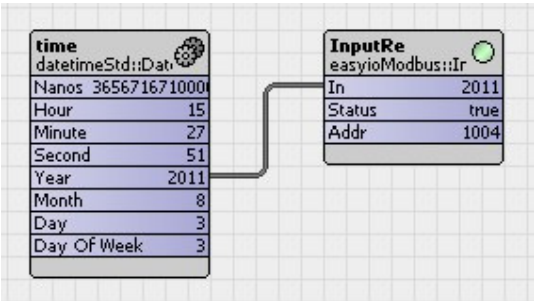 time
datetimeStd::Dat
Nanos 3656716710000
Hour 15
Minute 27
Second 51
Year 2011
Month 8
Day 3
Day Of Week 3
InputRe
easyioModbus::Ir
In 2011
Status true
Addr 1004